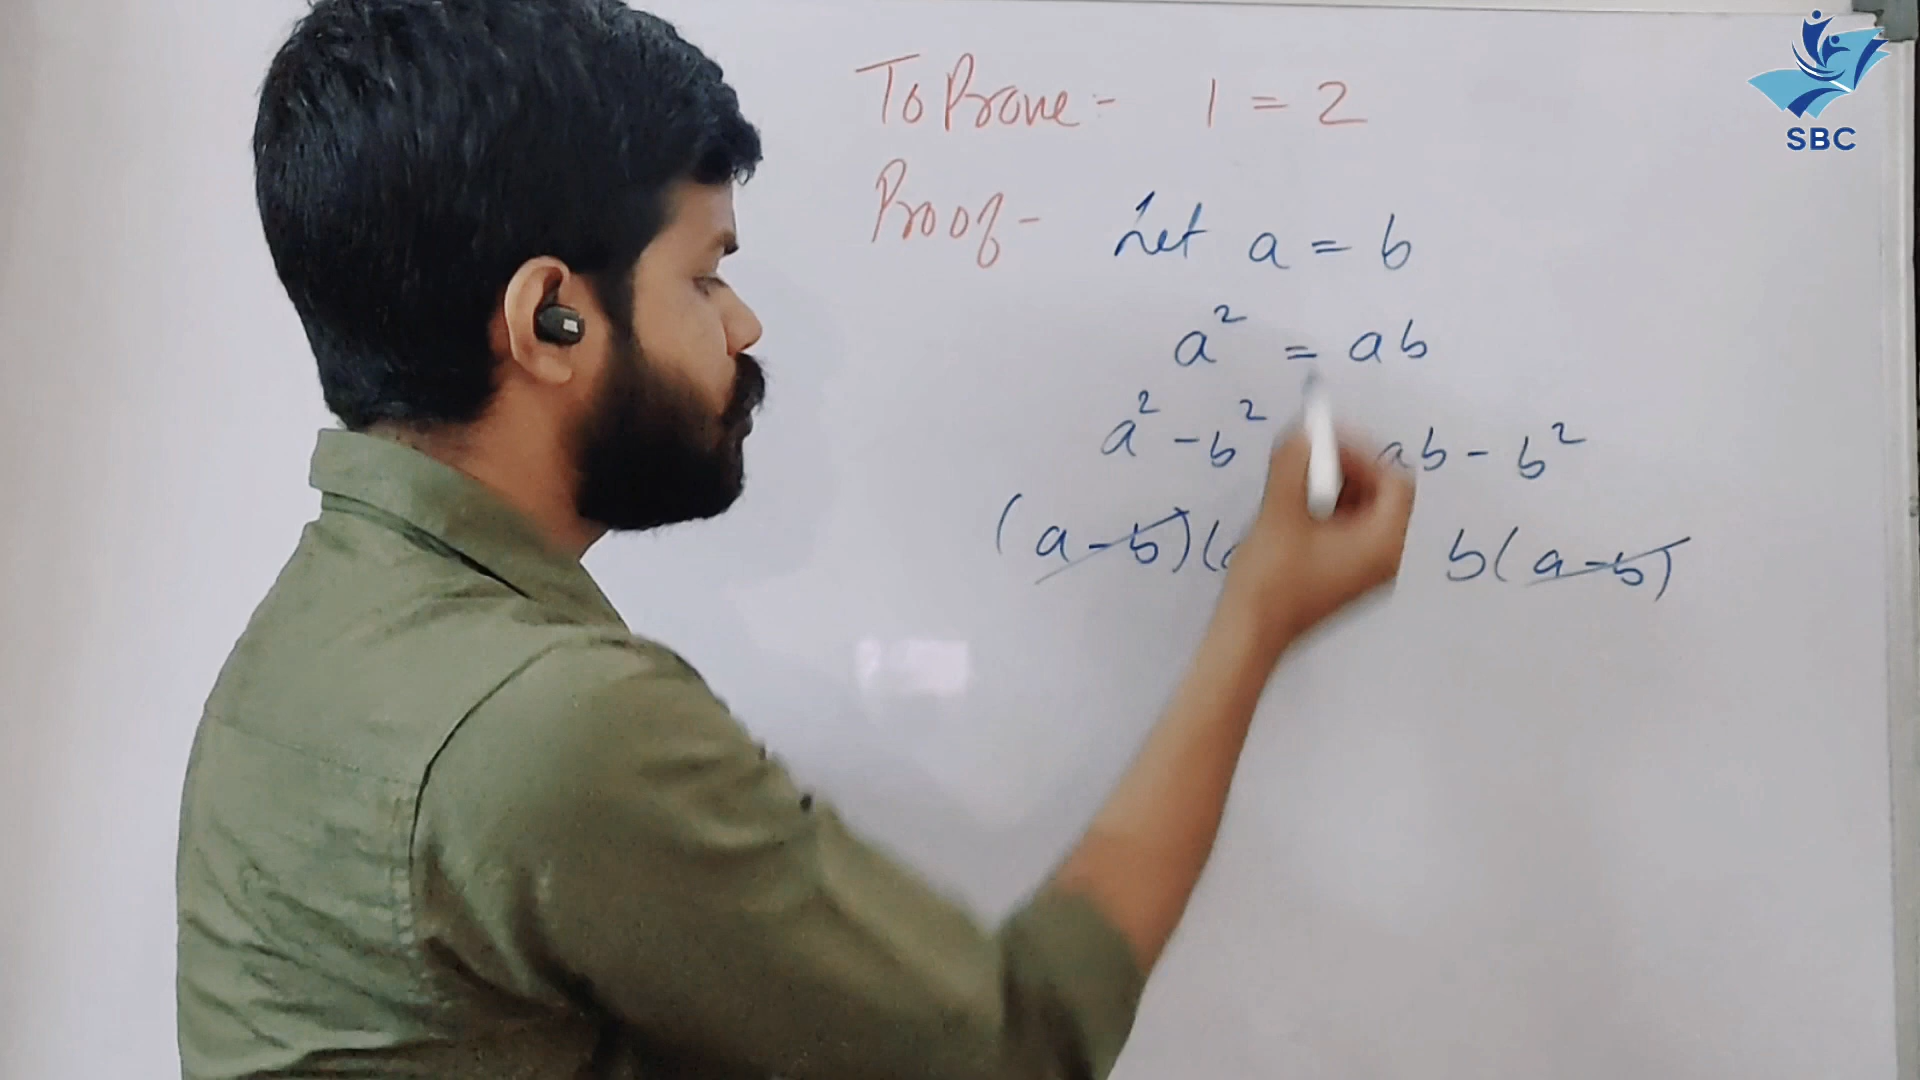 To Prove:- 1 = 2
Proof- Let a = b
a² = ab
a² - b² ab - b²
(a-b)( b(a-b)
SBC